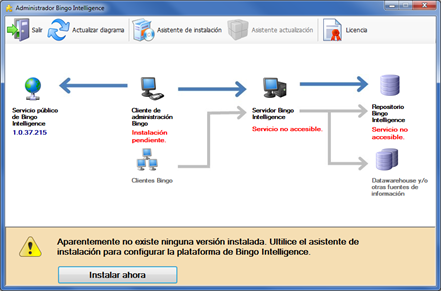 Administrador Bingo Intelligence
Salir
Actualizar diagrama
Asistente de instalación
Asistente actualización
Licencia
Servicio público
de Bingo
Intelligence
1.0.37.215
Cliente de
administración
Bingo
Instalación
pendiente.
Servidor Bingo
Intelligence
Servicio no accesible.
Repositorio
Bingo
Intelligence
Servicio no
accesible.
Clientes Bingo
Datawarehouse y/o
otras fuentes de
información
Aparentemente no existe ninguna versión instalada. Ultilice el asistente de
instalación para configurar la plataforma de Bingo Intelligence.
Instalar ahora